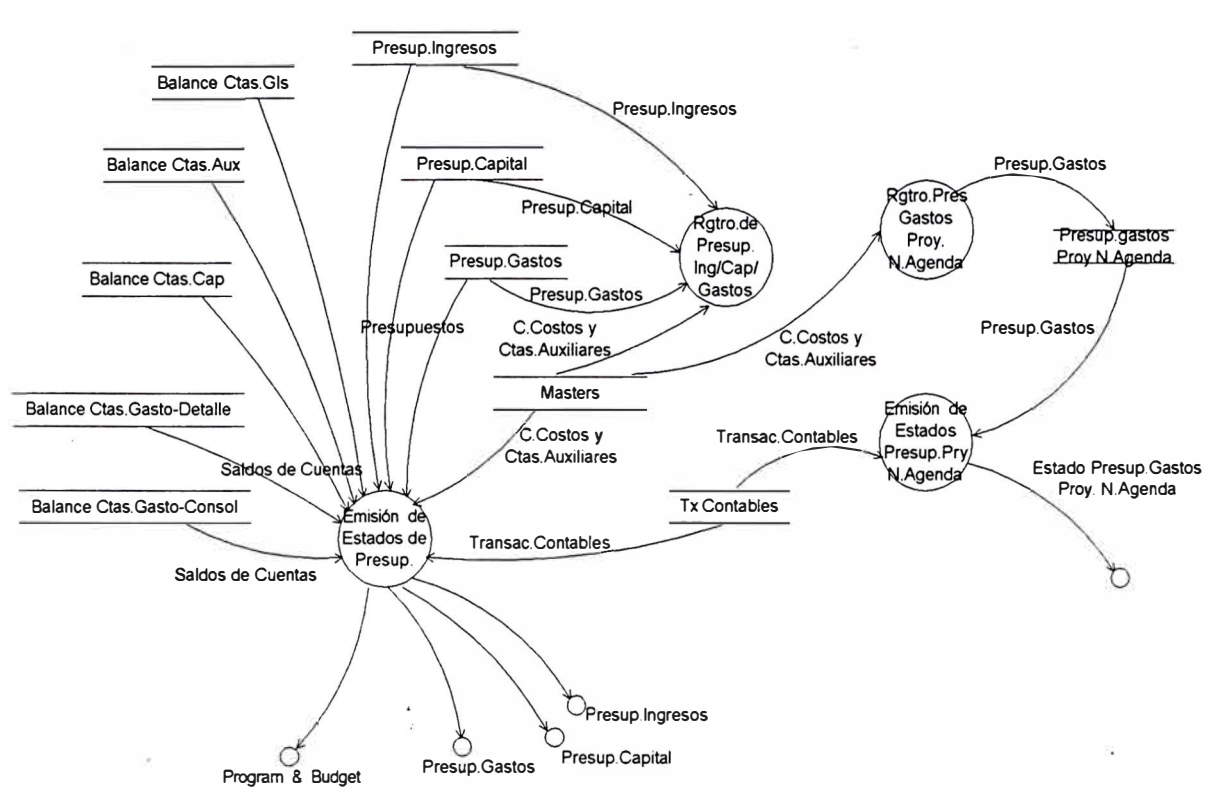 Presup.Ingresos
Balance Ctas.Gls
Presup.Ingresos
Balance Ctas.Aux
Presup.Capital
Presup.Capital
Presup.Gastos
Rgtro.Pres
Gastos
Proy.
N.Agenda
Rgtro.de
Presup.
Ing/Cap/
Gastos
Presup.gastos
Proy N.Agenda
Balance Ctas.Cap
Presup.Gastos
Presup.Gastos
Presupuestos
C.Costos y
Ctas.Auxiliares
C.Costos y
Ctas.Auxiliares
Presup.Gastos
Masters
Balance Ctas.Gasto-Detalle
C.Costos y
Ctas.Auxiliares
Transac.Contables
Emisión de
Estados
Presup.Pry
N.Agenda
Saldos de Cuentas
Estado Presup.Gastos
Proy. N.Agenda
Balance Ctas.Gasto-Consol
Tx Contables
Emisión de
Estados de
Presup.
Transac.Contables
Saldos de Cuentas
Presup.Ingresos
Presup.Capital
Presup.Gastos
Program & Budget